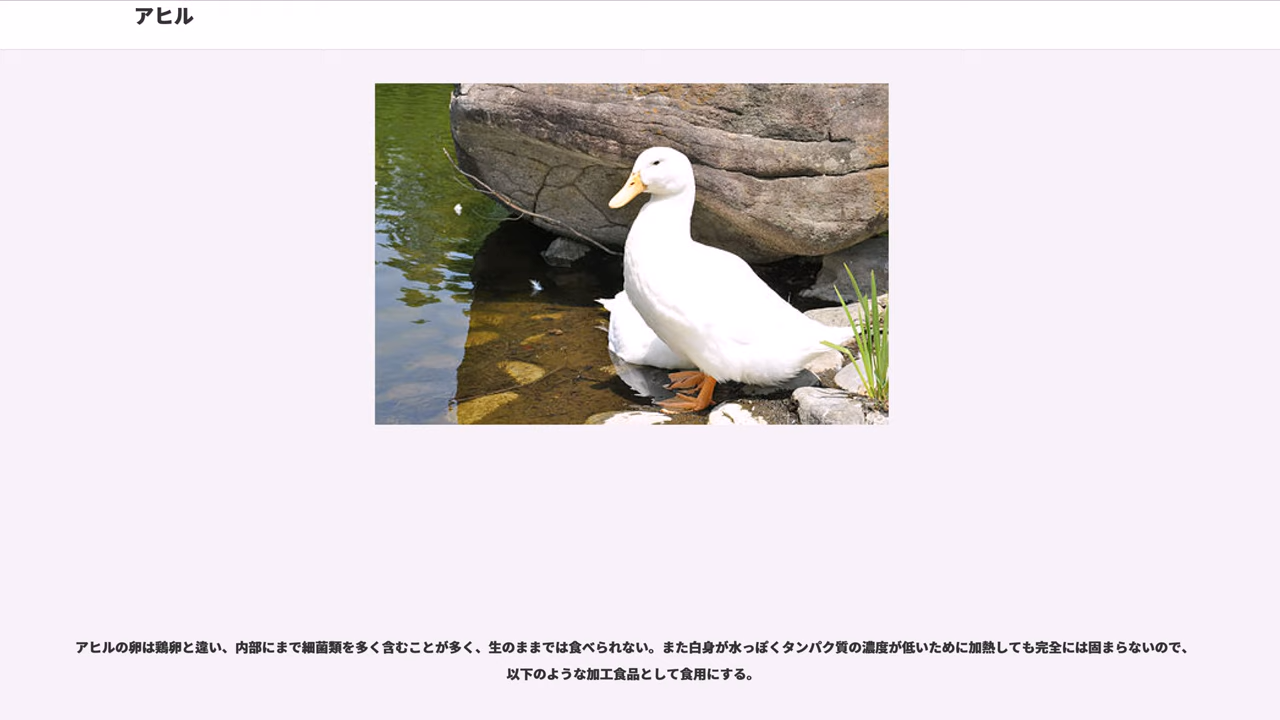 アヒル
アヒルの卵は鶏卵と違い、内部にまで細菌類を多く含むことが多く、生のままでは食べられない。また白身が水っぽくタンパク質の濃度が低いために加熱しても完全には固まらないので、
以下のような加工食品として食用にする。